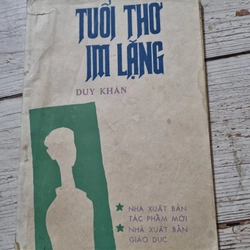 TUỔI THƠ
IM LẶNG
DUY KHÁN
NHÀ XUẤT BẢN
TÁC PHẨM MỚI
NHÀ XUẤT BẢN
GIÁO DỤC